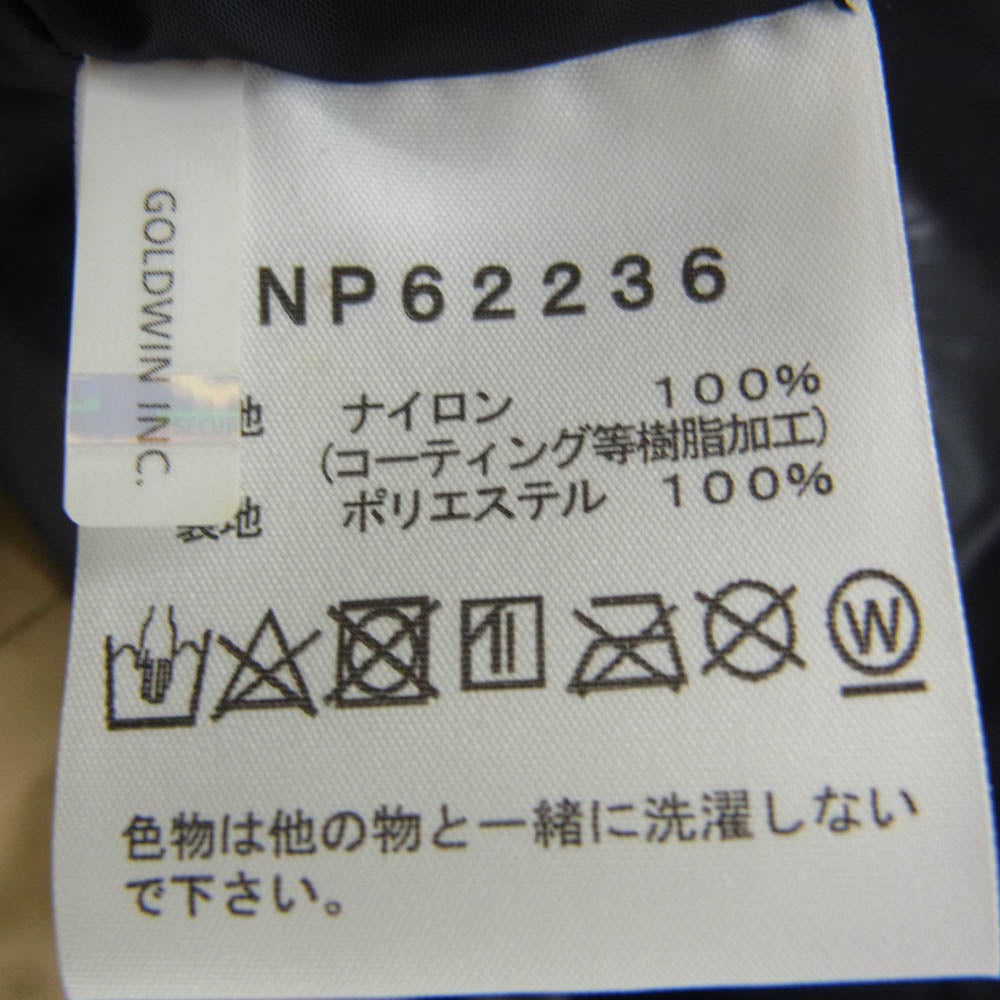 GOLDWIN INC.
NP62236
地 ナイロン 100%
(コーティング等樹脂加工)
裏地 ポリエステル 100%
W
色物は他の物と一緒に洗濯しない
で下さい。